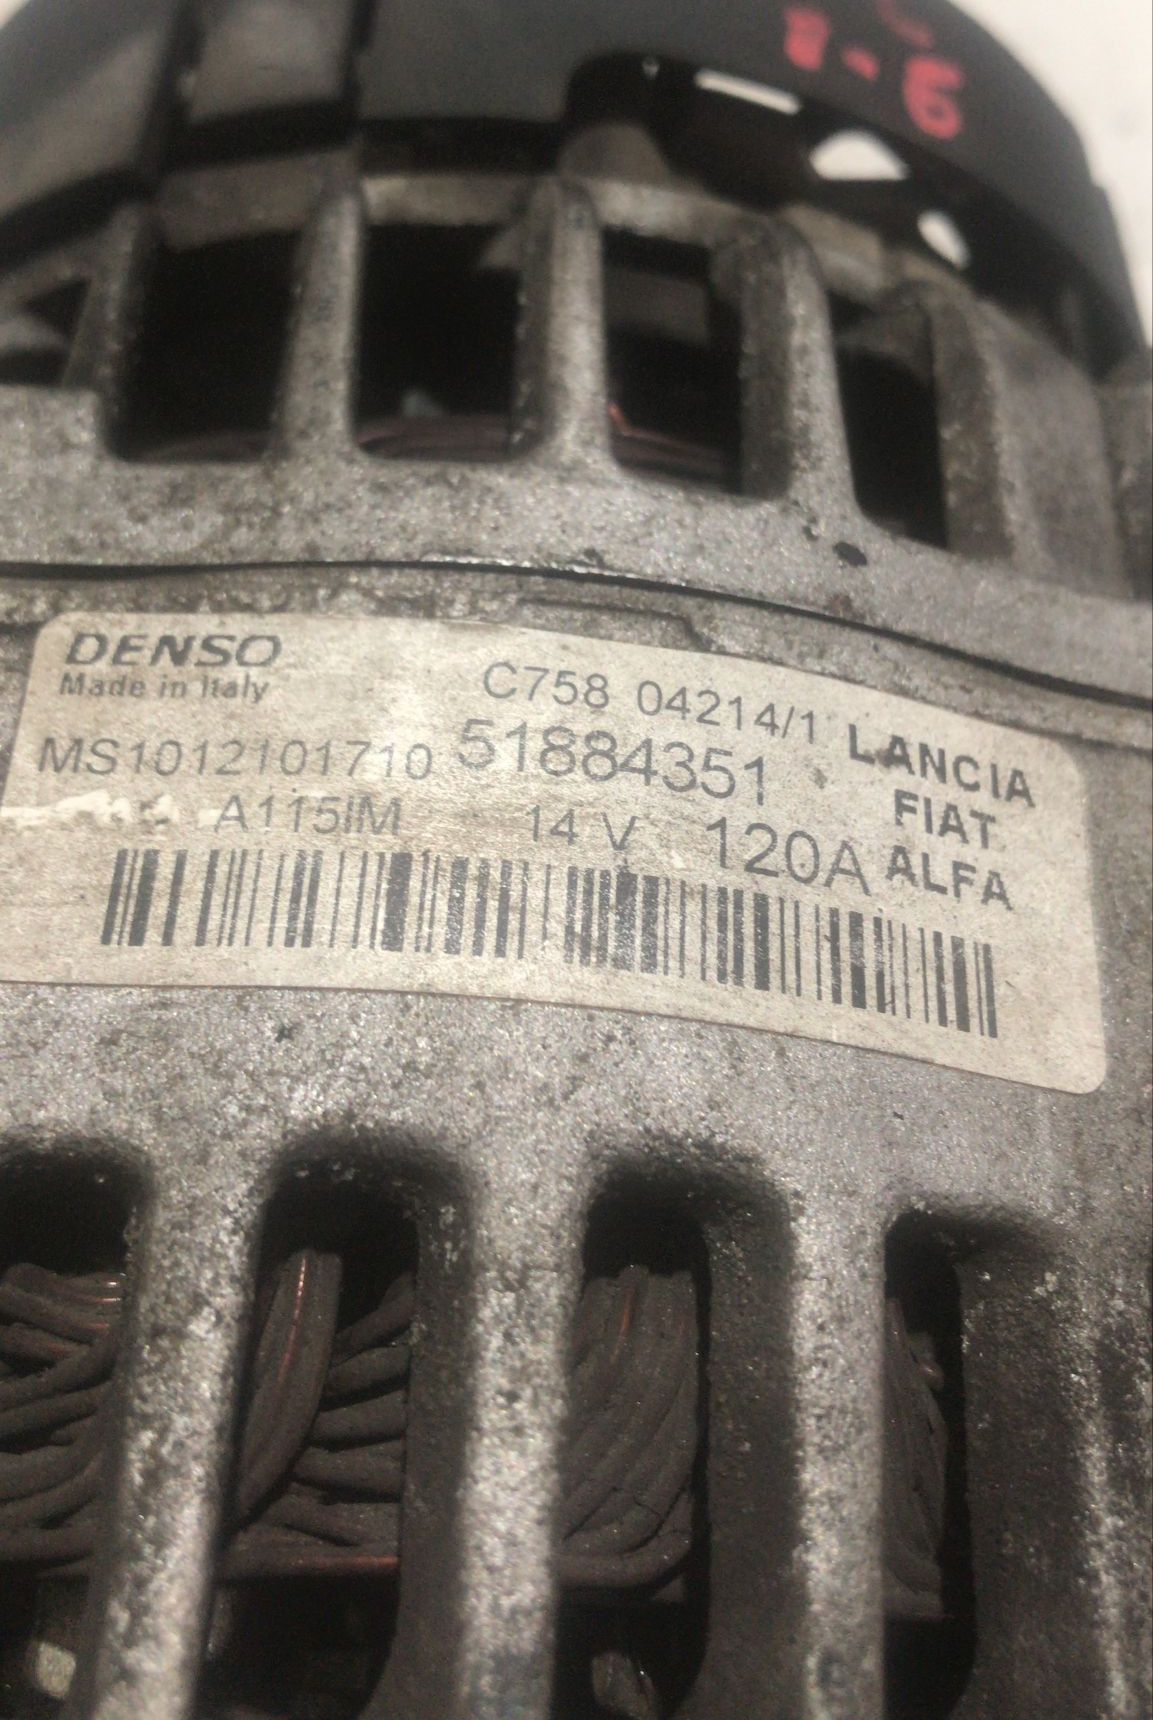 DENSO
Made in Italy
C758 04214/1
LANCIA
MS1012101710
51884351
FIAT
A115IM
14 V
120A
ALFA